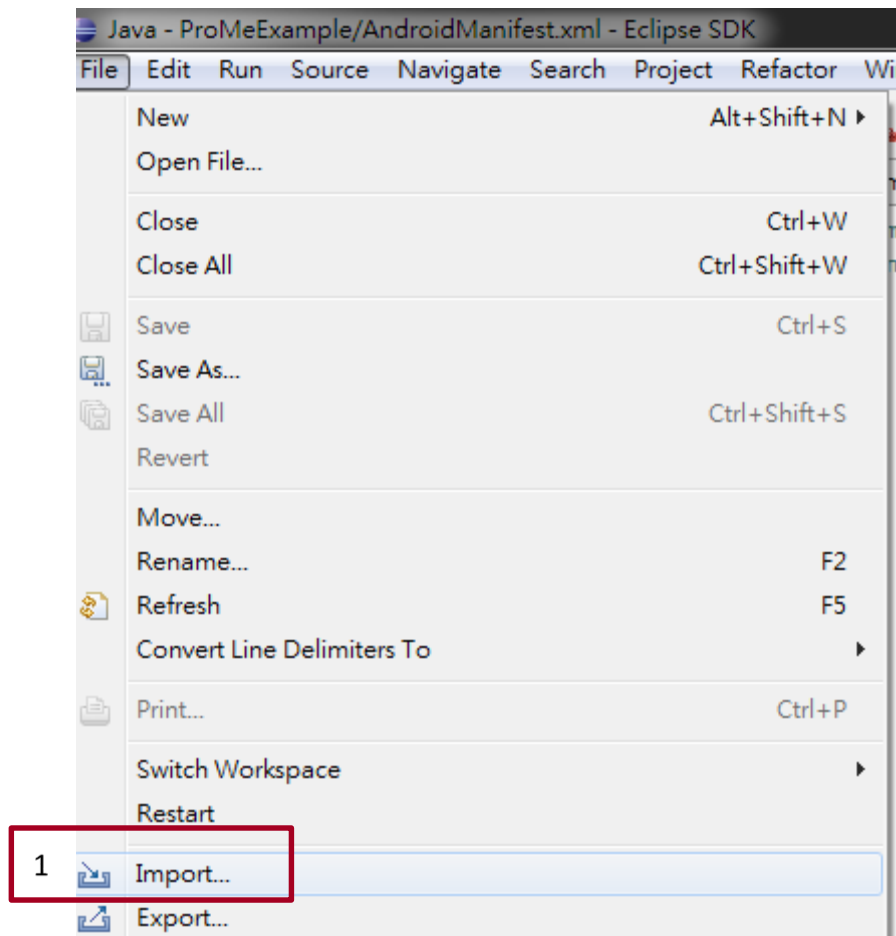 Java - ProMeExample/AndroidManifest.xml - Eclipse SDK
File Edit Run Source Navigate Search Project Refactor Wi
New Alt+Shift+N
Open File...
Close Ctrl+W
Close All Ctrl+Shift+W
Save Ctrl+S
Save As...
Save All Ctrl+Shift+S
Revert
Move...
Rename... F2
Refresh F5
Convert Line Delimiters To
Print... Ctrl+P
Switch Workspace
Restart
1 Import...
Export...